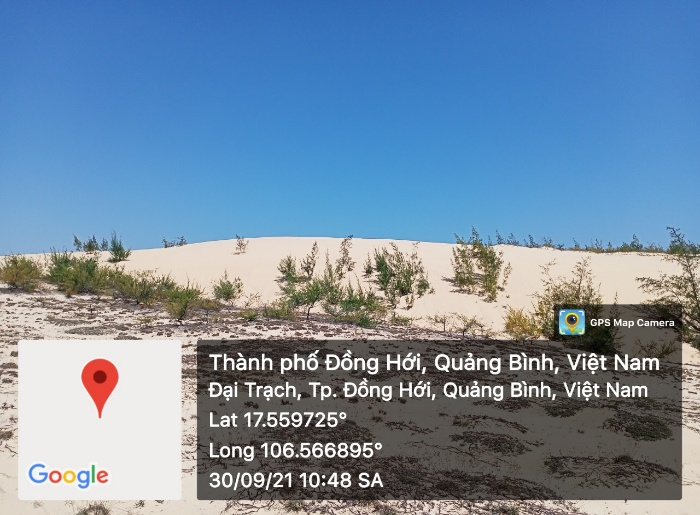 GPS Map Camera
Thành phố Đồng Hới, Quảng Bình, Việt Nam
Đại Trạch, Tp. Đồng Hới, Quảng Bình, Việt Nam
Lat 17.559725°
Long 106.566895°
30/09/21 10:48 SA
Google